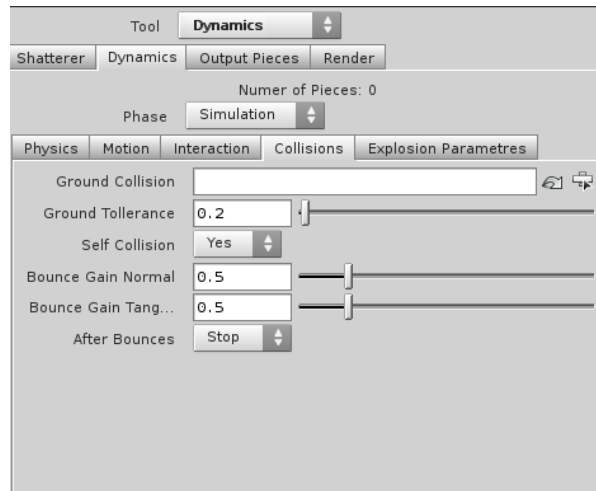 Tool Dynamics
Shatterer Dynamics Output Pieces Render
Numer of Pieces: 0
Phase Simulation
Physics Motion Interaction Collisions Explosion Parametres
Ground Collision
Ground Tollerance 0.2
Self Collision Yes
Bounce Gain Normal 0.5
Bounce Gain Tang... 0.5
After Bounces Stop